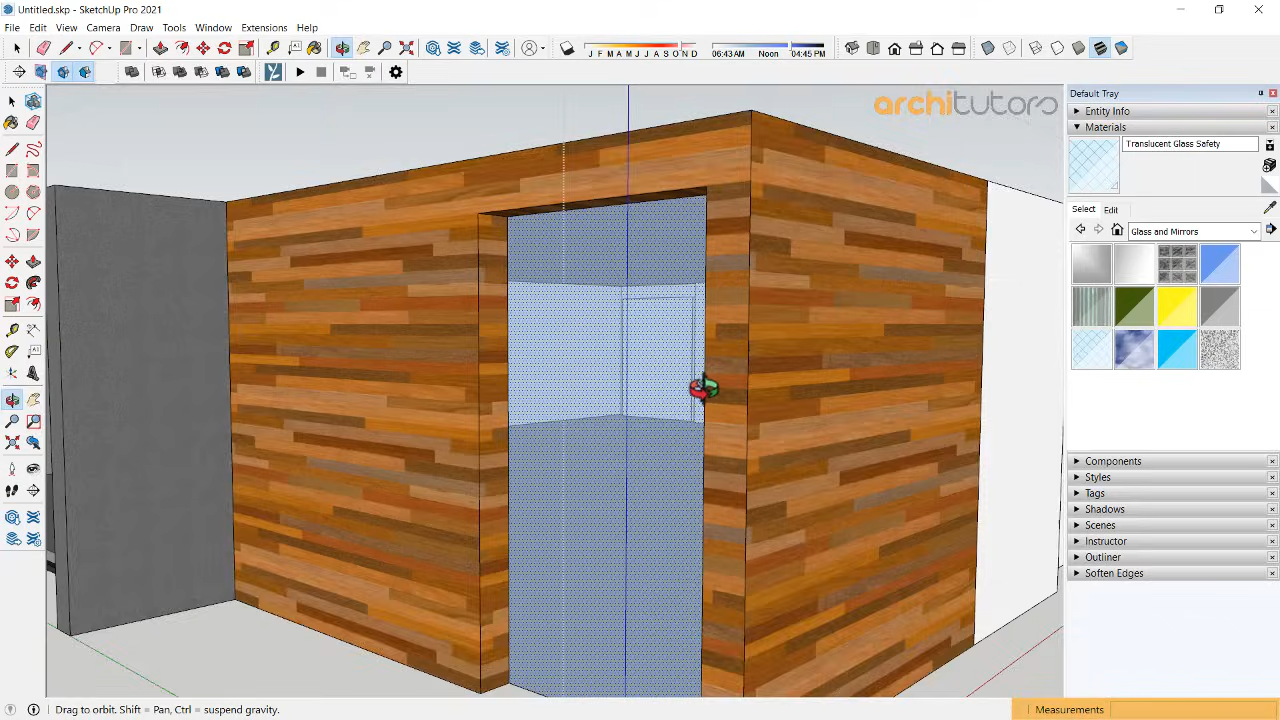 Untitled.skp - SketchUp Pro 2021
File Edit View Camera Draw Tools Window Extensions Help
J F M A M J J A S O N D
06:43 AM Noon 04:45 PM
architutors
Default Tray
Entity Info
Materials
Translucent Glass Safety
Select Edit
Glass and Mirrors
Components
Styles
Tags
Shadows
Scenes
Instructor
Outliner
Soften Edges
Drag to orbit. Shift = Pan, Ctrl = suspend gravity.
Measurements